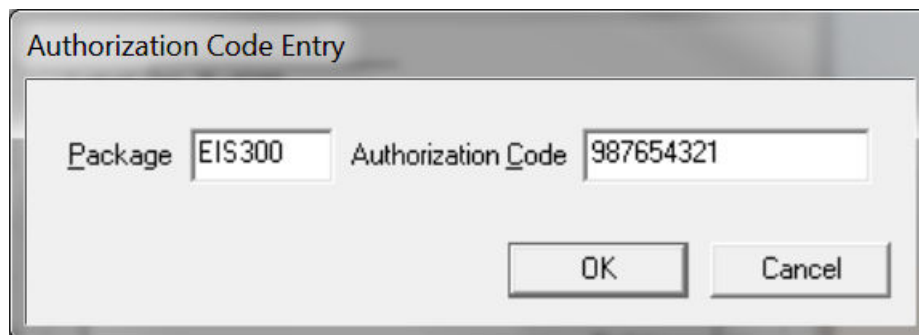 Authorization Code Entry
Package EIS300 Authorization Code 987654321
OK Cancel